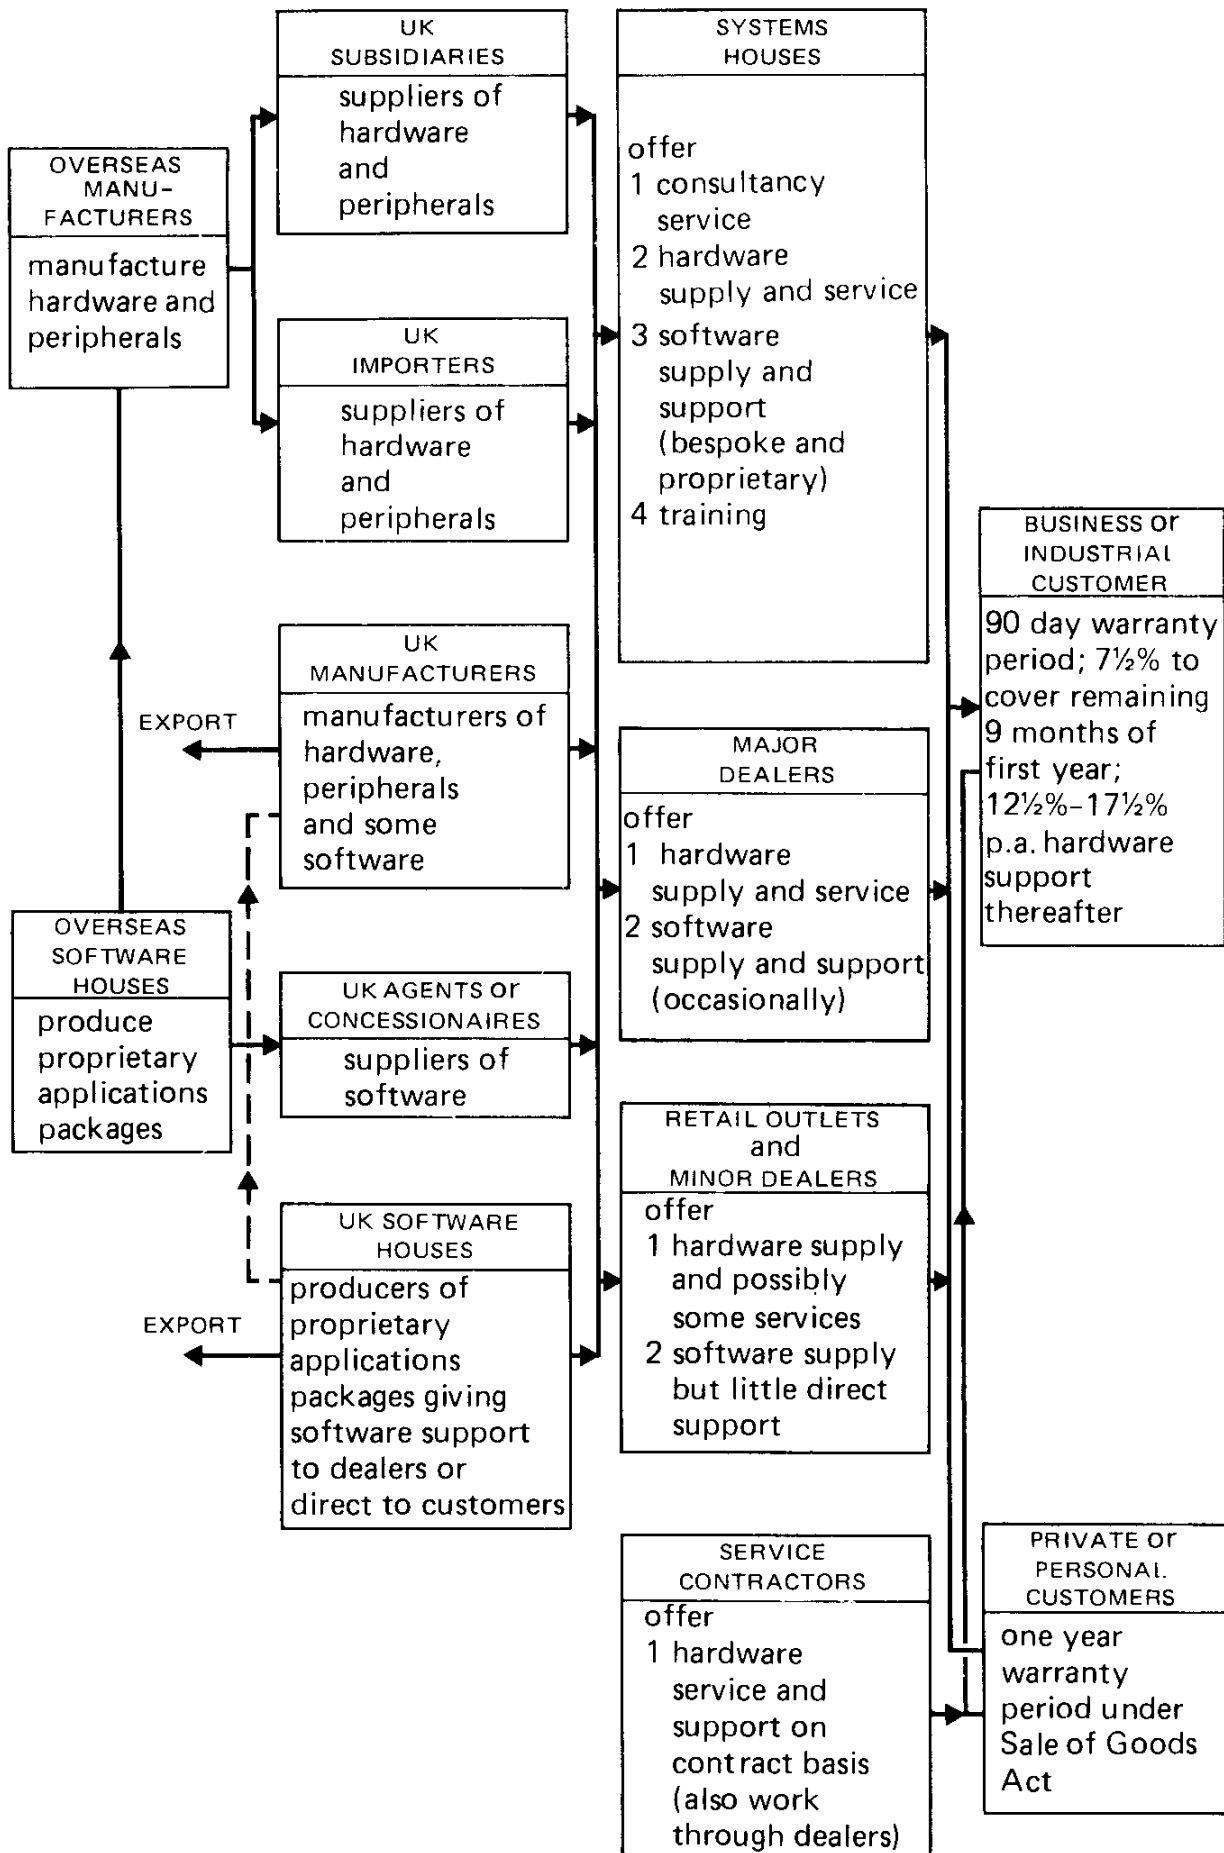 OVERSEAS
MANU-
FACTURERS
manufacture
hardware and
peripherals
OVERSEAS
SOFTWARE
HOUSES
produce
proprietary
applications
packages
UK
SUBSIDIARIES
suppliers of
hardware
and
peripherals
UK
IMPORTERS
suppliers of
hardware
and
peripherals
EXPORT
UK
MANUFACTURERS
manufacturers of
hardware,
peripherals
and some
software
UK AGENTS or
CONCESSIONAIRES
suppliers of
software
EXPORT
UK SOFTWARE
HOUSES
producers of
proprietary
applications
packages giving
software support
to dealers or
direct to customers
SYSTEMS
HOUSES
offer
1 consultancy
service
2 hardware
supply and service
3 software
supply and
support
(bespoke and
proprietary)
4 training
MAJOR
DEALERS
offer
1 hardware
supply and service
2 software
supply and support
(occasionally)
RETAIL OUTLETS
and
MINOR DEALERS
offer
1 hardware supply
and possibly
some services
2 software supply
but little direct
support
SERVICE
CONTRACTORS
offer
1 hardware
service and
support on
contract basis
(also work
through dealers)
BUSINESS or
INDUSTRIAL
CUSTOMER
90 day warranty
period; 7½% to
cover remaining
9 months of
first year;
12½%-17½%
p.a. hardware
support
thereafter
PRIVATE or
PERSONAL
CUSTOMERS
one year
warranty
period under
Sale of Goods
Act